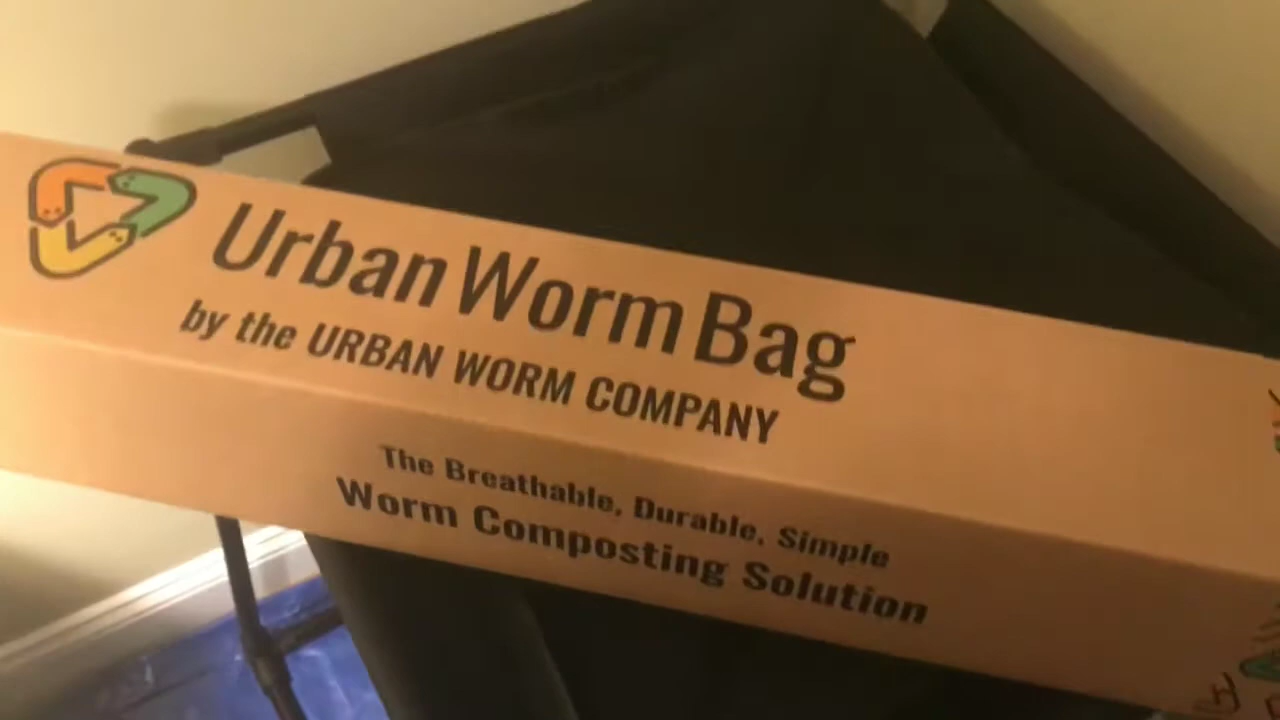 Urban Worm Bag
by the URBAN WORM COMPANY
The Breathable, Durable, Simple
Worm Composting Solution